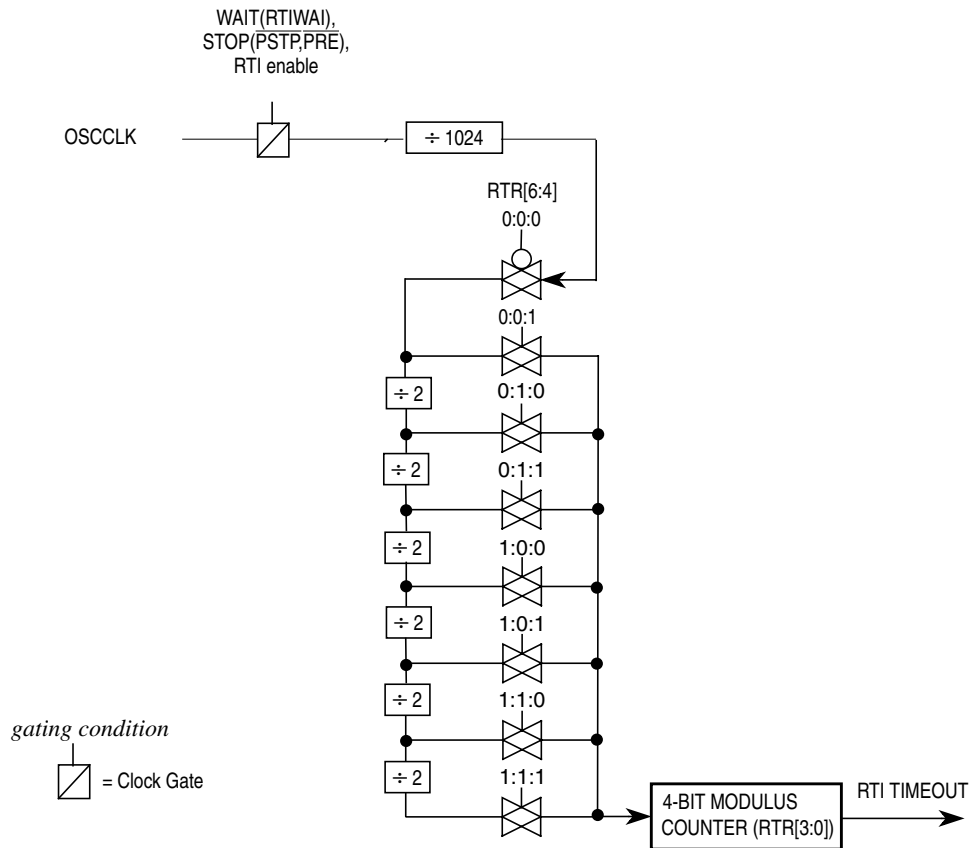 WAIT(RTIWAI),
STOP(PSTP,PRE),
RTI enable
OSCCLK
÷ 1024
RTR[6:4]
0:0:0
0:0:1
÷ 2
0:1:0
÷ 2
0:1:1
÷ 2
1:0:0
÷ 2
1:0:1
÷ 2
1:1:0
÷ 2
1:1:1
gating condition
= Clock Gate
4-BIT MODULUS
COUNTER (RTR[3:0])
RTI TIMEOUT